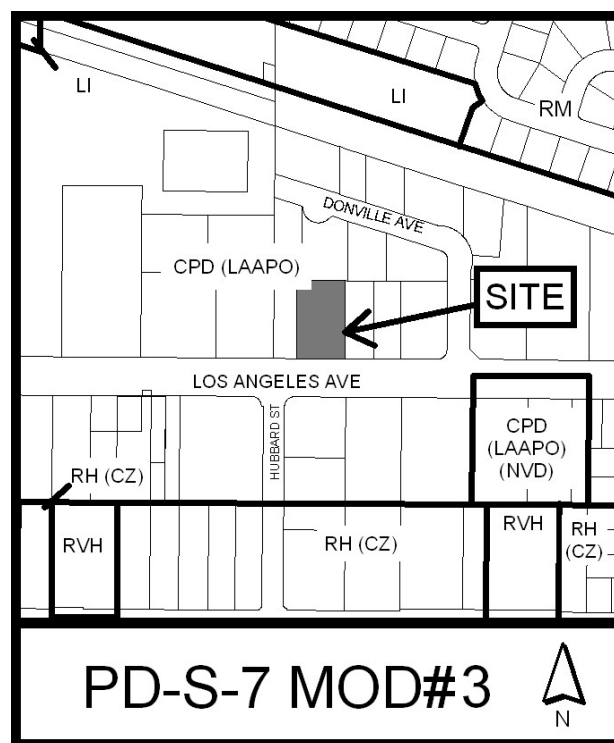 LI
LI
RM
DONVILLE AVE
CPD (LAAPO)
SITE
LOS ANGELES AVE
HUBBARD ST
CPD
(LAAPO)
(NVD)
RH (CZ)
RVH
RH (CZ)
RVH
RH
(CZ)
PD-S-7 MOD#3
N